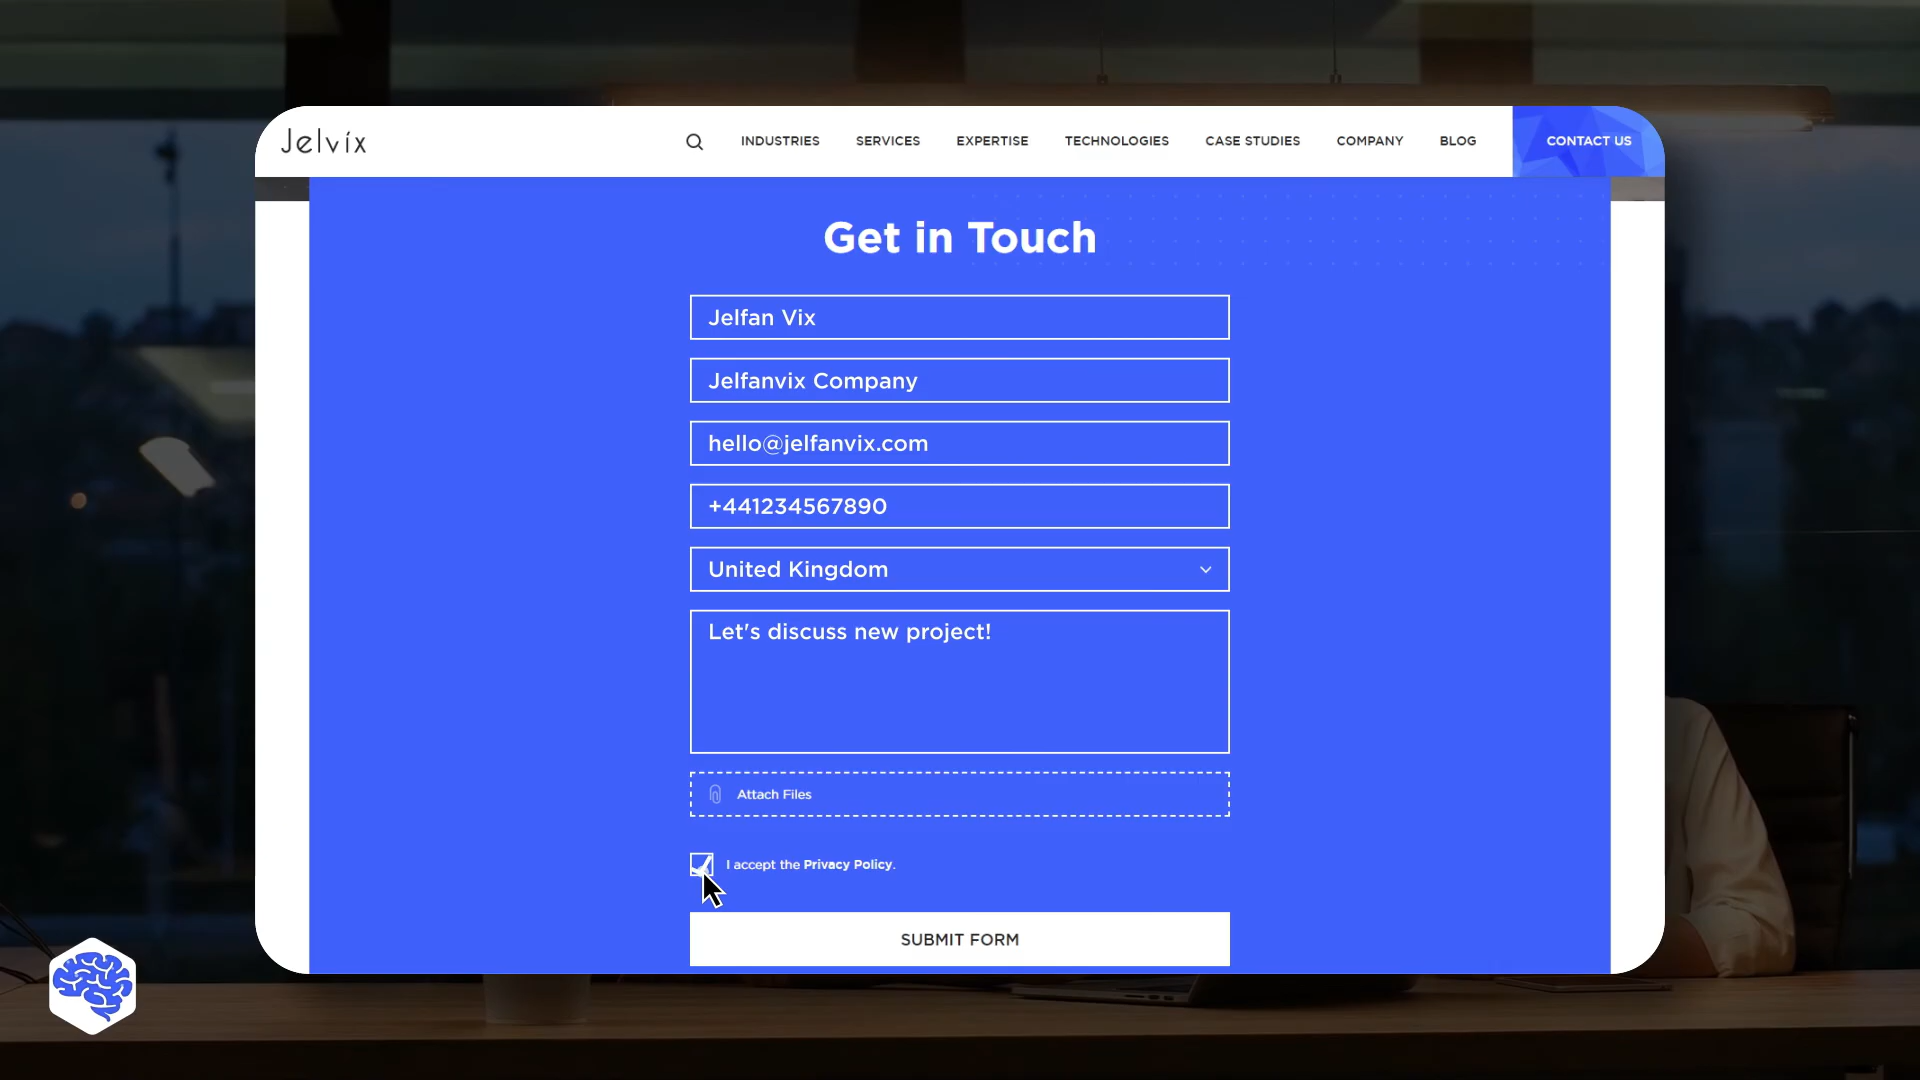 Jelvix
INDUSTRIES SERVICES EXPERTISE TECHNOLOGIES CASE STUDIES COMPANY BLOG CONTACT US
Get in Touch
Jelfan Vix
Jelfanvix Company
hello@jelfanvix.com
+441234567890
United Kingdom
Let's discuss new project!
Attach Files
I accept the Privacy Policy.
SUBMIT FORM